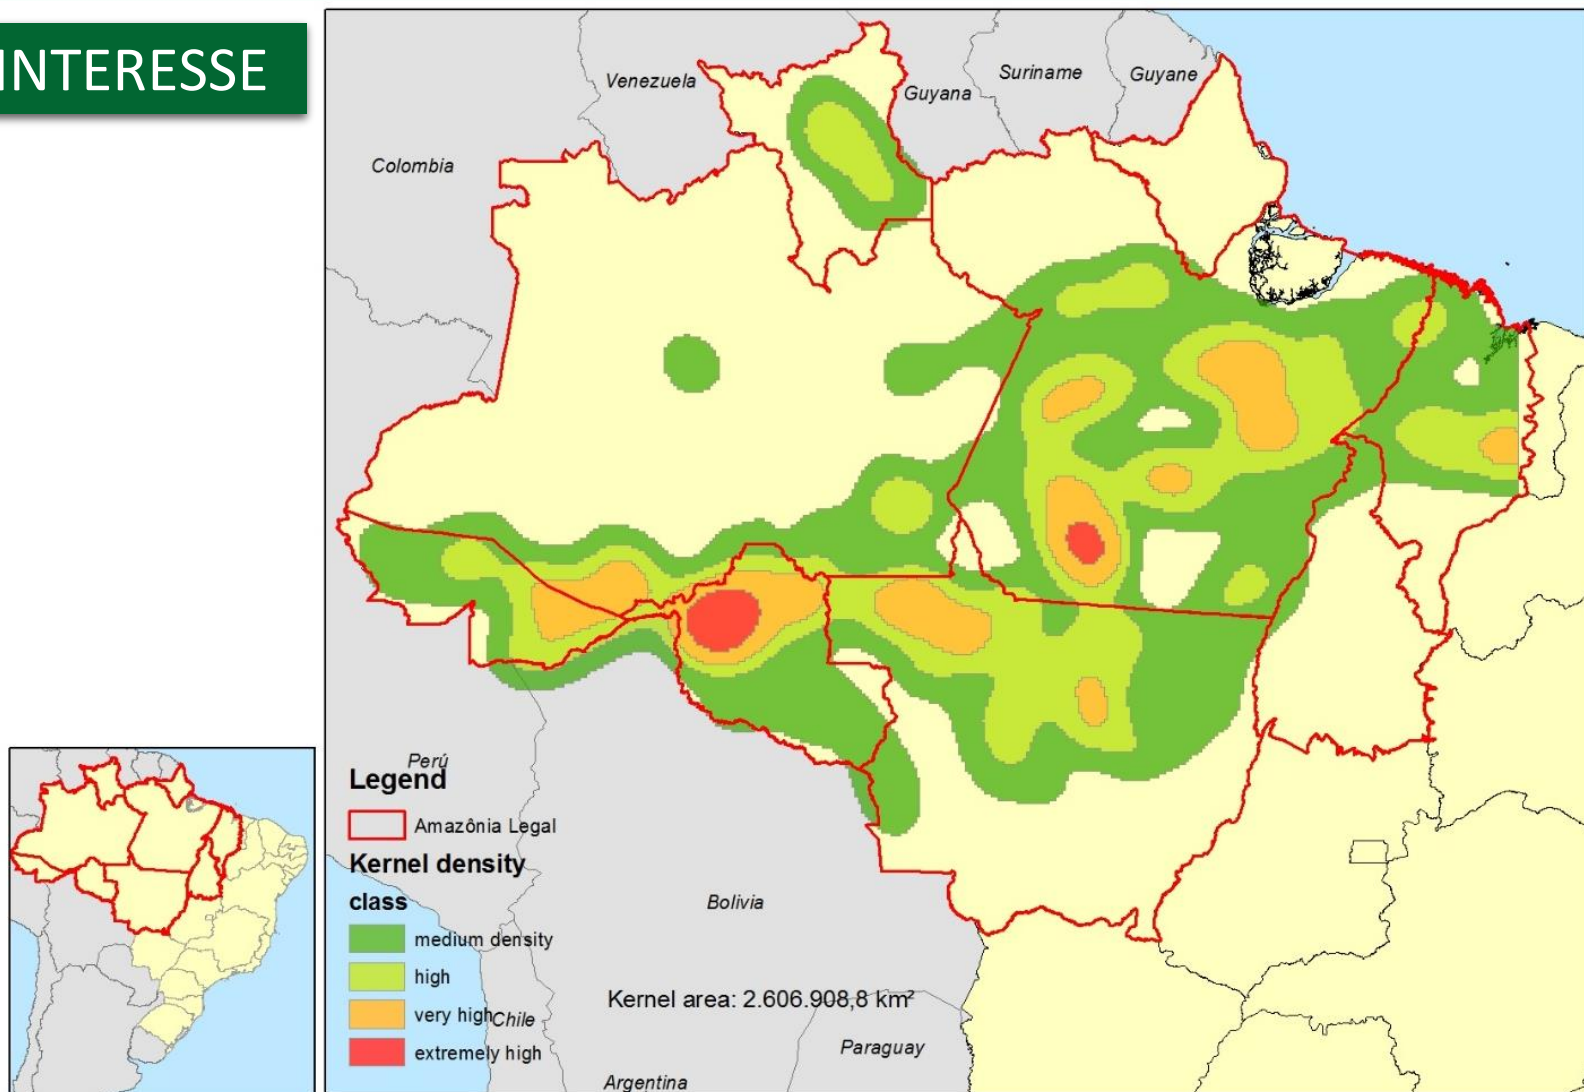 INTERESSE
Venezuela
Suriname
Guyane
Guyana
Colombia
Perú
Legend
Amazônia Legal
Kernel density
class
medium density
high
very high
extremely high
Bolivia
Kernel area: 2.606.908,8 km²
Chile
Paraguay
Argentina